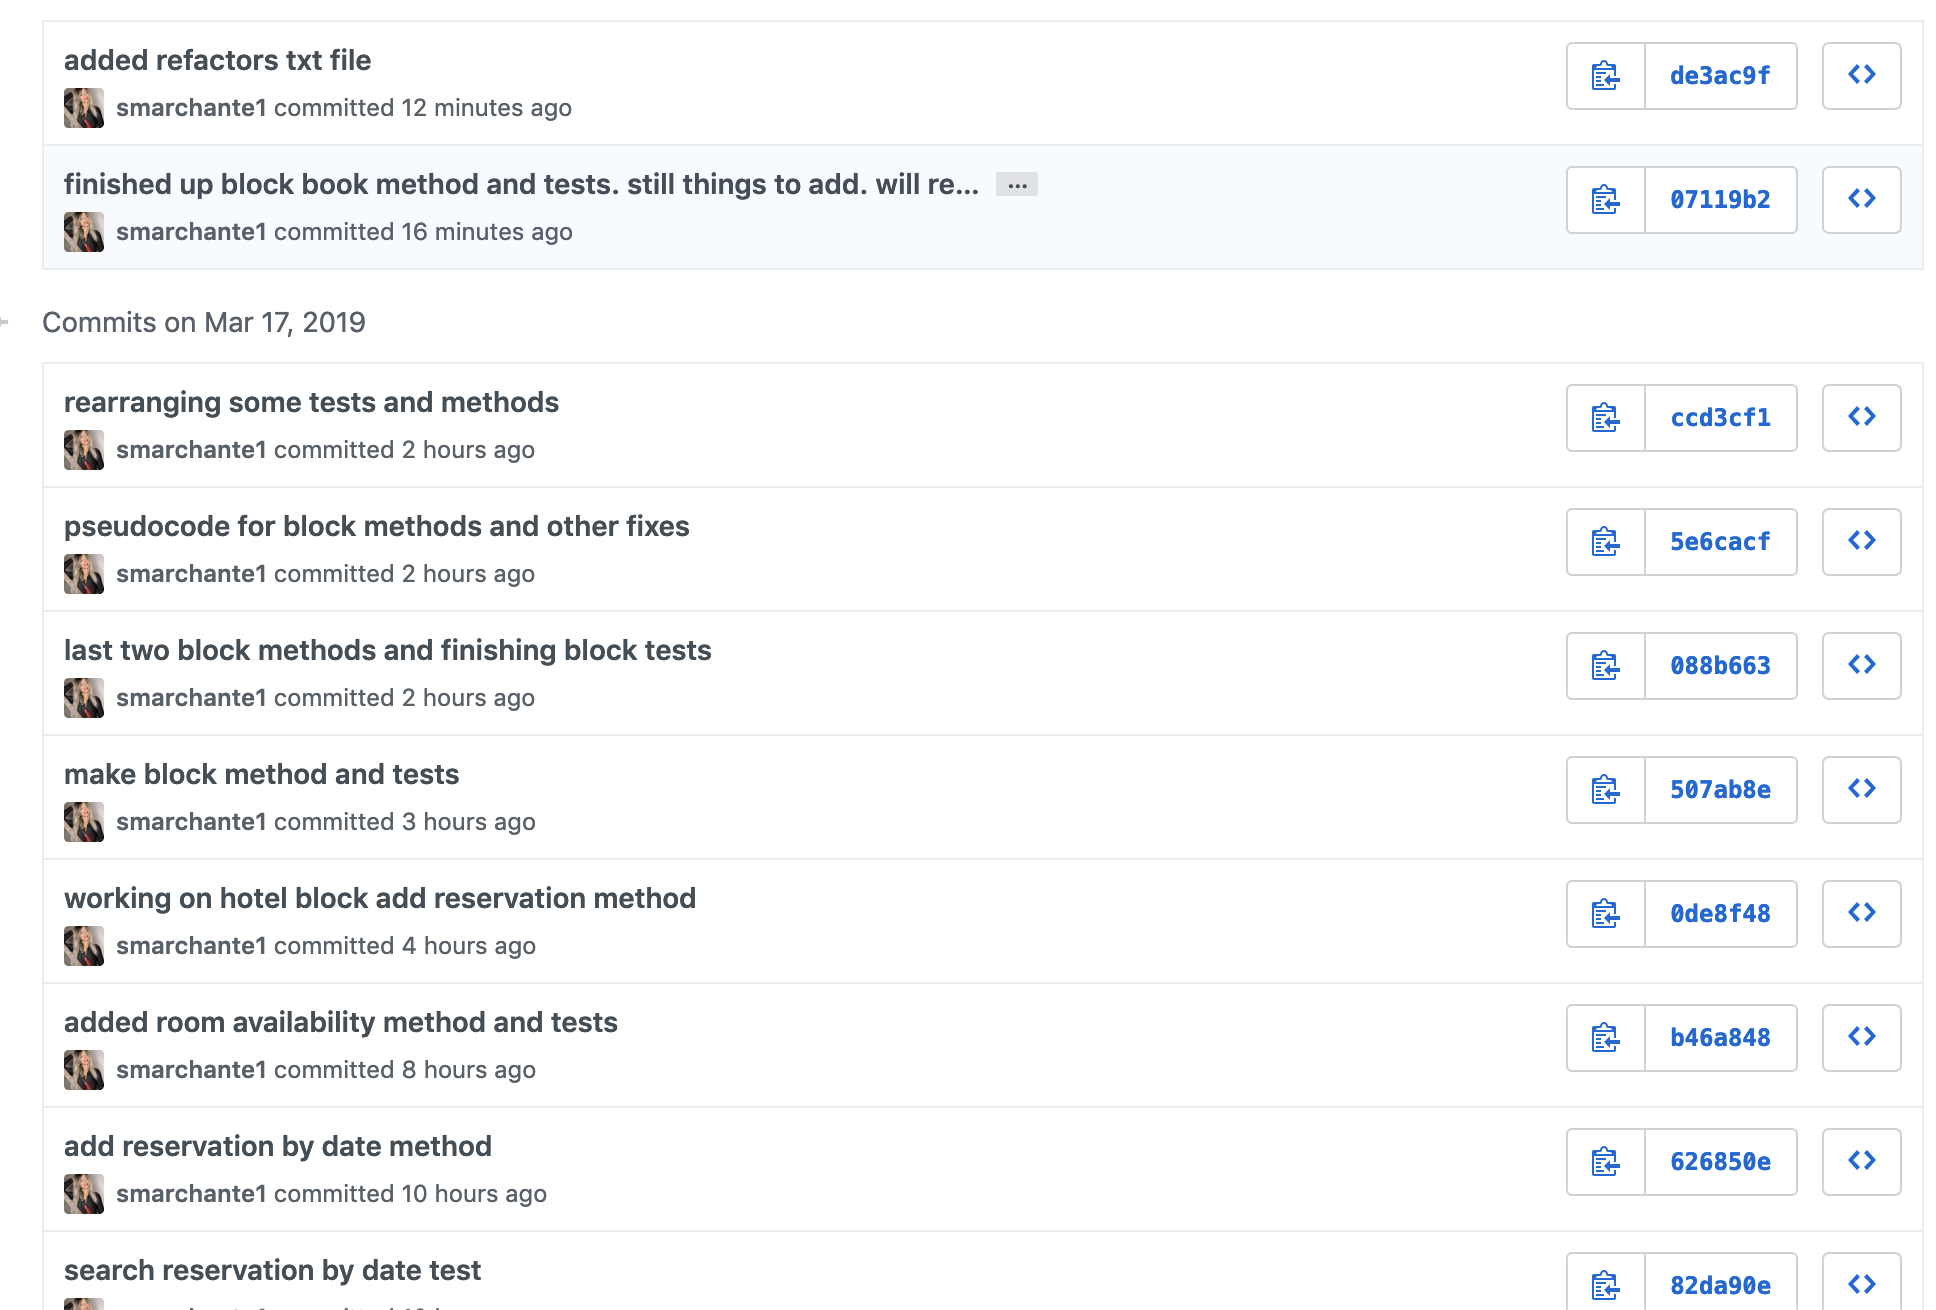 added refactors txt file
de3ac9f
smarchante1 committed 12 minutes ago
finished up block book method and tests. still things to add. will re... ...
07119b2
smarchante1 committed 16 minutes ago
Commits on Mar 17, 2019
rearranging some tests and methods
ccd3cf1
smarchante1 committed 2 hours ago
pseudocode for block methods and other fixes
5e6cacf
smarchante1 committed 2 hours ago
last two block methods and finishing block tests
088b663
smarchante1 committed 2 hours ago
make block method and tests
507ab8e
smarchante1 committed 3 hours ago
working on hotel block add reservation method
0de8f48
smarchante1 committed 4 hours ago
added room availability method and tests
b46a848
smarchante1 committed 8 hours ago
add reservation by date method
626850e
smarchante1 committed 10 hours ago
search reservation by date test
82da90e